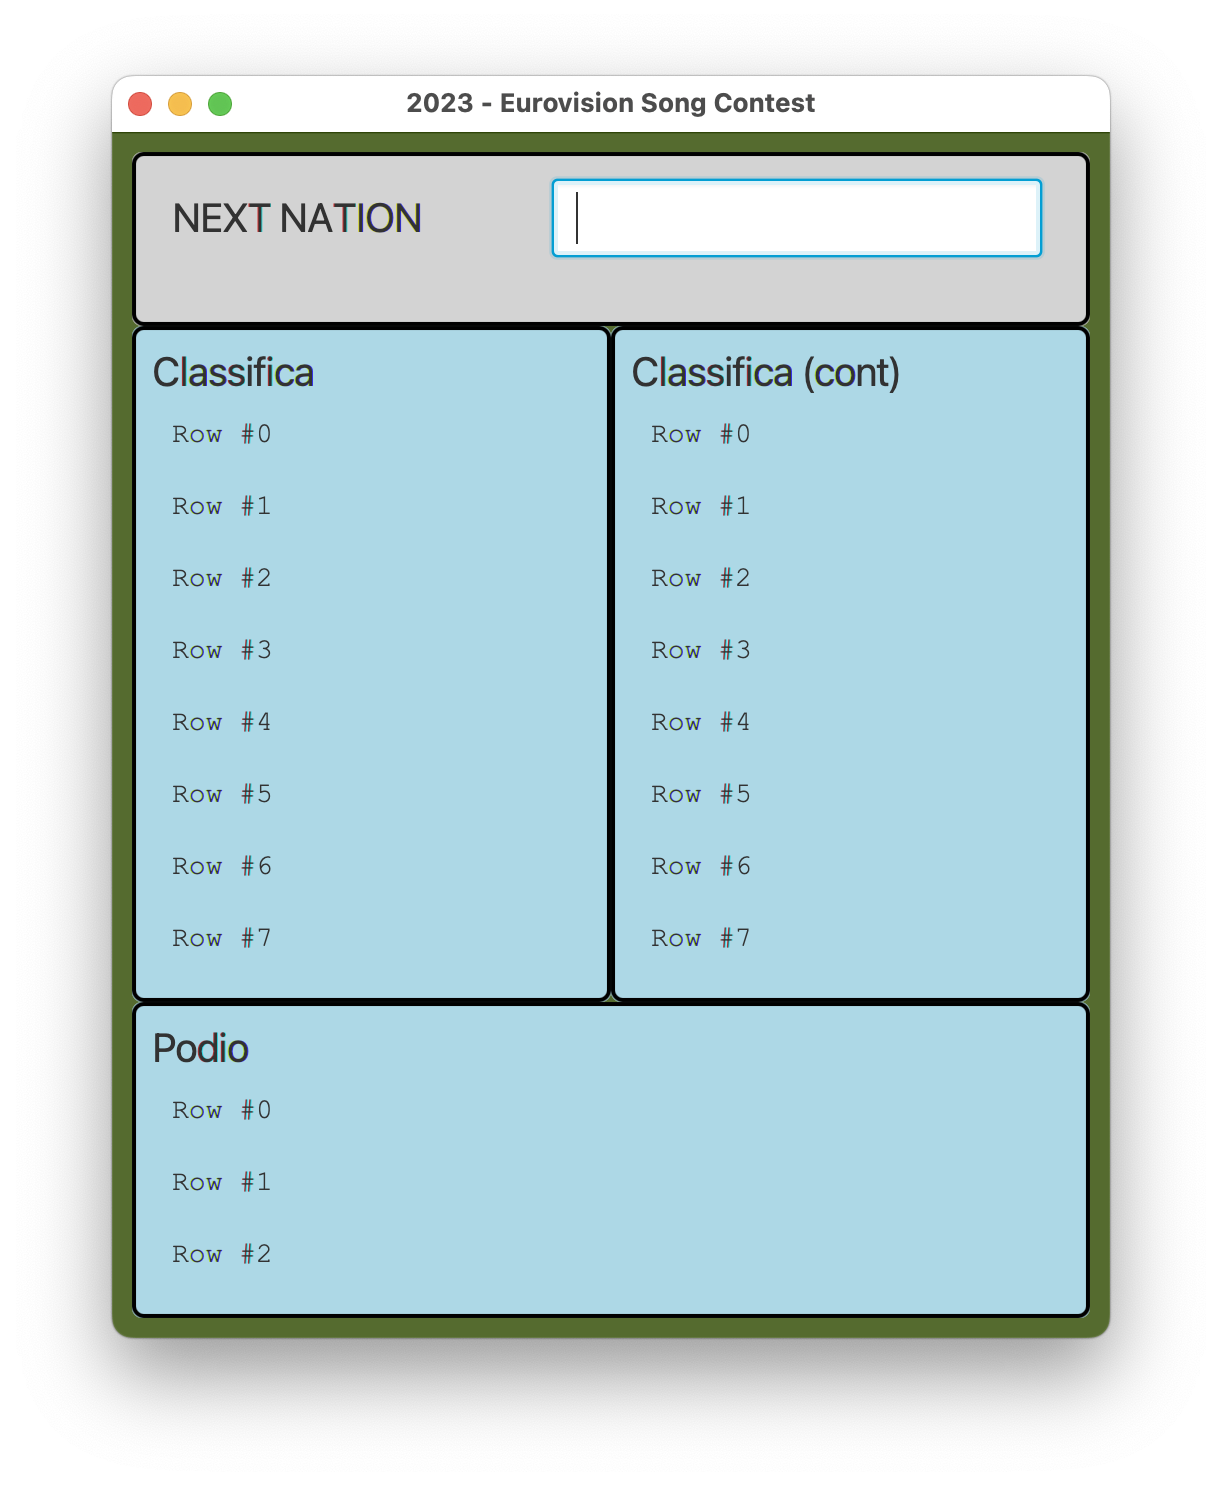 2023 - Eurovision Song Contest
NEXT NATION
Classifica
Row #0
Row #1
Row #2
Row #3
Row #4
Row #5
Row #6
Row #7
Classifica (cont)
Row #0
Row #1
Row #2
Row #3
Row #4
Row #5
Row #6
Row #7
Podio
Row #0
Row #1
Row #2